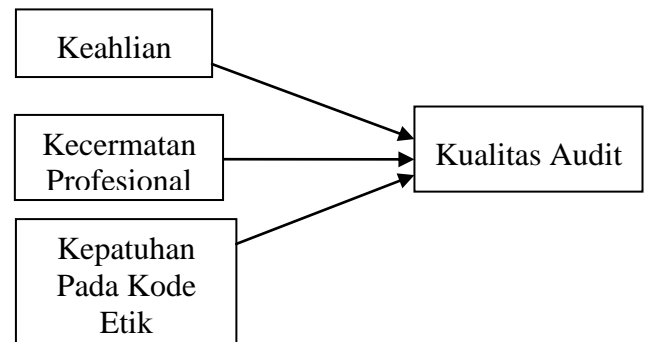 Keahlian
Kecermatan
Profesional
Kualitas Audit
Kepatuhan
Pada Kode
Etik